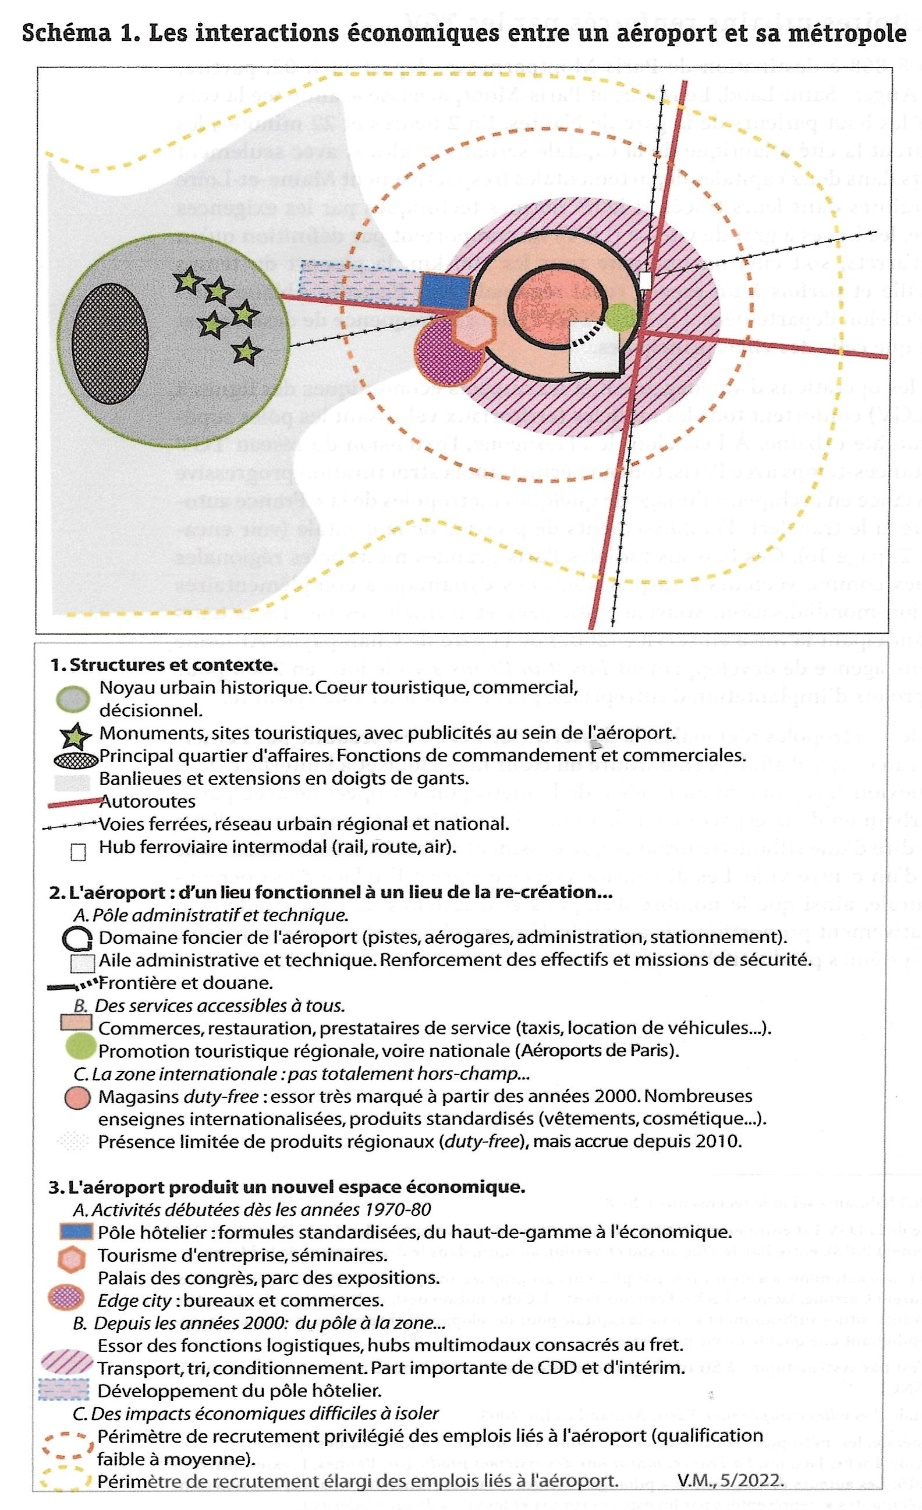 Schéma 1. Les interactions économiques entre un aéroport et sa métropole
1. Structures et contexte.
Noyau urbain historique. Coeur touristique, commercial,
décisionnel.
Monuments, sites touristiques, avec publicités au sein de l'aéroport.
Principal quartier d'affaires. Fonctions de commandement et commerciales.
Banlieues et extensions en doigts de gants.
Autoroutes
Voies ferrées, réseau urbain régional et national.
Hub ferroviaire intermodal (rail, route, air).
2. L'aéroport : d'un lieu fonctionnel à un lieu de la re-création...
A. Pôle administratif et technique.
Domaine foncier de l'aéroport (pistes, aérogares, administration, stationnement).
Aile administrative et technique. Renforcement des effectifs et missions de sécurité.
Frontière et douane.
B. Des services accessibles à tous.
Commerces, restauration, prestataires de service (taxis, location de véhicules...).
Promotion touristique régionale, voire nationale (Aéroports de Paris).
C. La zone internationale : pas totalement hors-champ...
Magasins duty-free : essor très marqué à partir des années 2000. Nombreuses
enseignes internationalisées, produits standardisés (vêtements, cosmétique...).
Présence limitée de produits régionaux (duty-free), mais accrue depuis 2010.
3. L'aéroport produit un nouvel espace économique.
A. Activités débutées dès les années 1970-80
Pôle hôtelier : formules standardisées, du haut-de-gamme à l'économique.
Tourisme d'entreprise, séminaires.
Palais des congrès, parc des expositions.
Edge city : bureaux et commerces.
B. Depuis les années 2000: du pôle à la zone...
Essor des fonctions logistiques, hubs multimodaux consacrés au fret.
Transport, tri, conditionnement. Part importante de CDD et d'intérim.
Développement du pôle hôtelier.
C. Des impacts économiques difficiles à isoler
Périmètre de recrutement privilégié des emplois liés à l'aéroport (qualification
faible à moyenne).
Périmètre de recrutement élargi des emplois liés à l'aéroport. V.M., 5/2022.